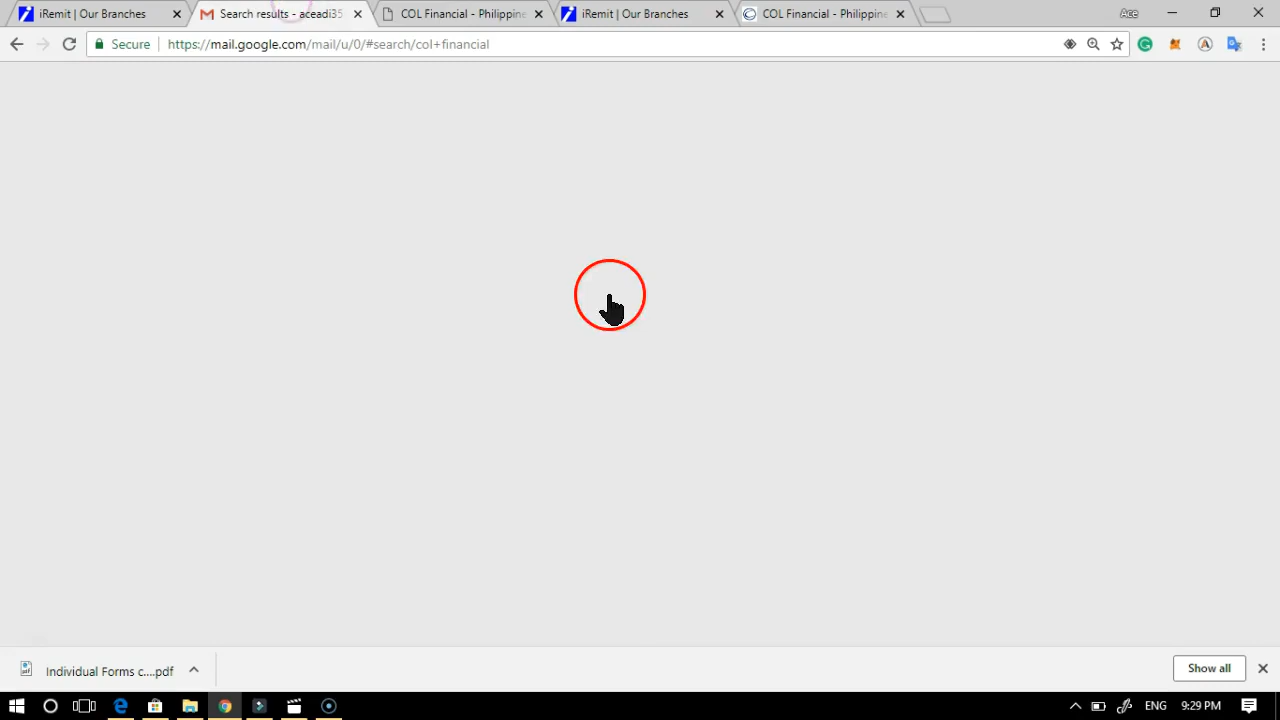 iRemit | Our Branches
Search results - aceadi35
COL Financial - Philippine
iRemit | Our Branches
COL Financial - Philippine
Ace
Secure
https://mail.google.com/mail/u/0/#search/col+financial
Individual Forms c....pdf
Show all
ENG
9:29 PM